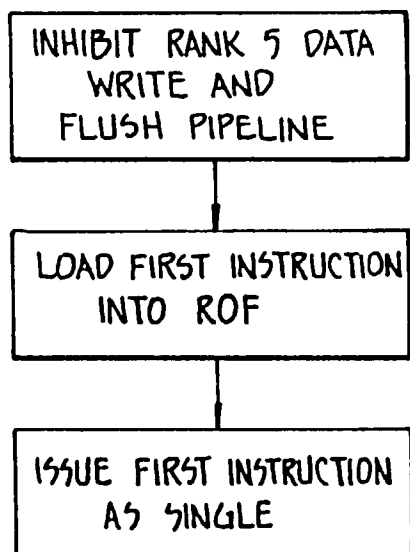 INHIBIT RANK 5 DATA
WRITE AND
FLUSH PIPELINE
LOAD FIRST INSTRUCTION
INTO ROF
ISSUE FIRST INSTRUCTION
AS SINGLE